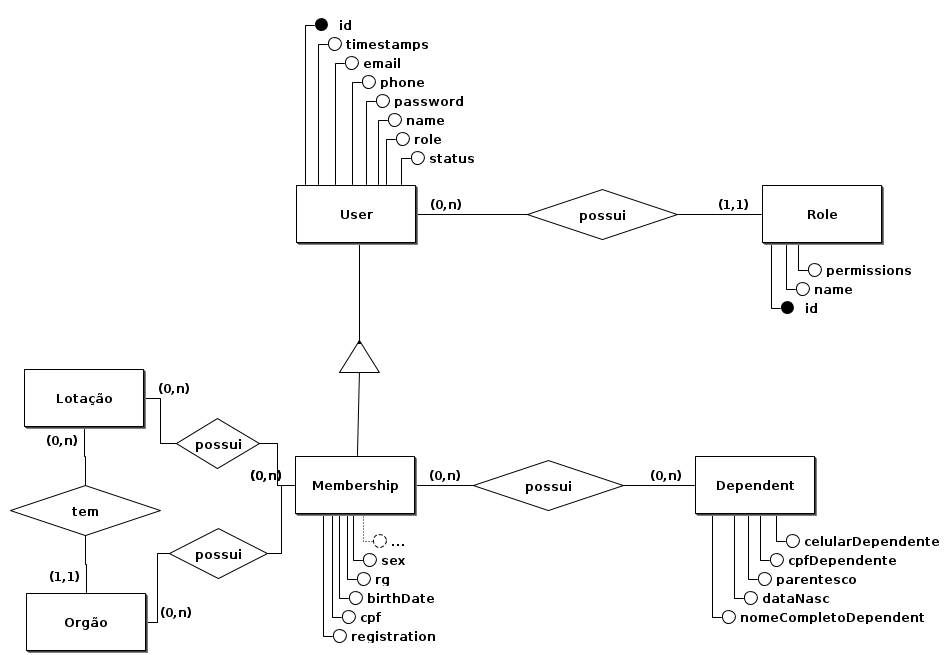 id
timestamps
email
phone
password
name
role
status
User
(0,n)
possui
(1,1)
Role
permissions
name
id
Lotação
(0,n)
(0,n)
possui
(0,n)
Membership
(0,n)
possui
(0,n)
Dependent
tem
possui
(1,1)
(0,n)
Orgão
...
sex
rg
birthDate
cpf
registration
celularDependente
cpfDependente
parentesco
dataNasc
nomeCompletoDependent